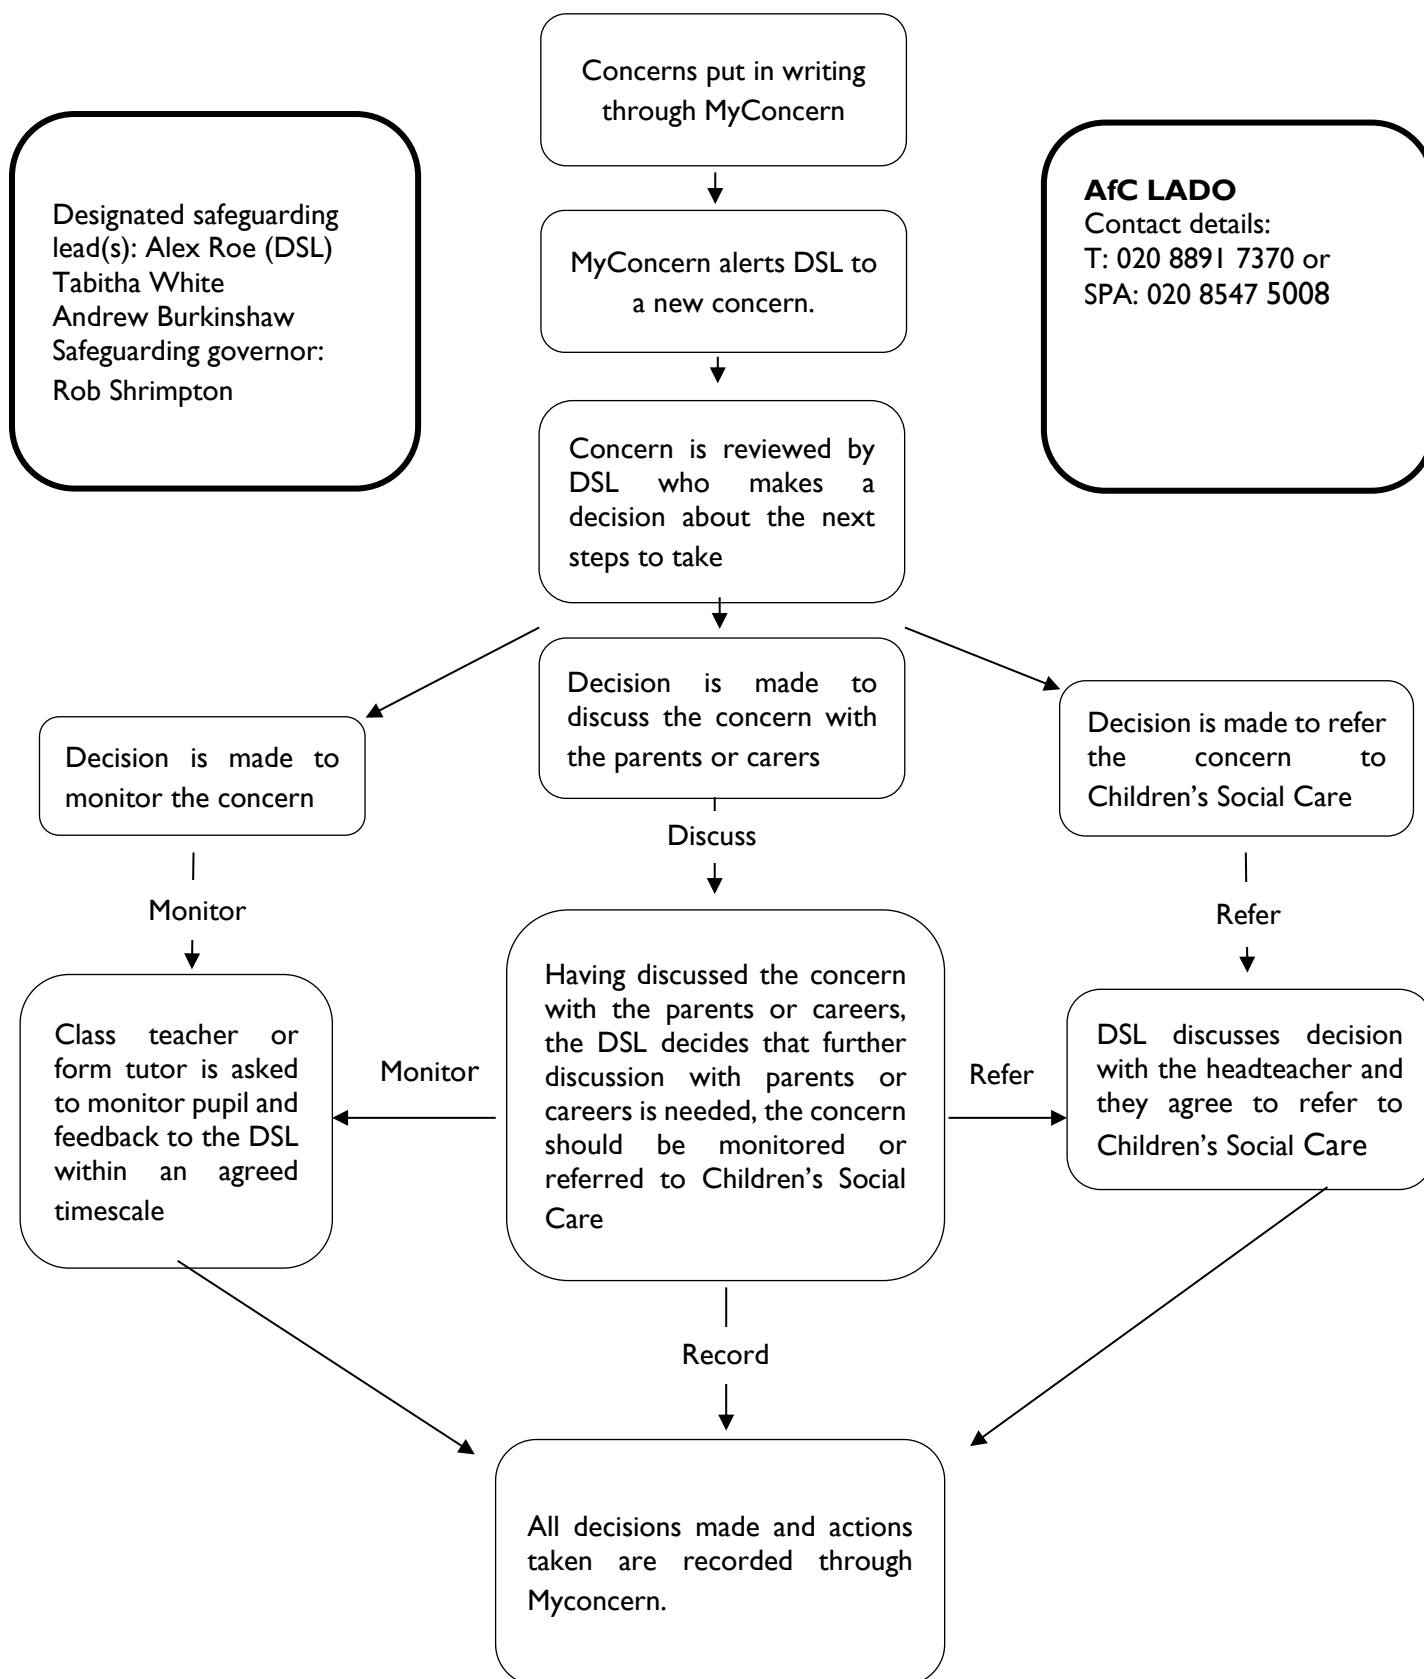 Concerns put in writing
through MyConcern
Designated safeguarding
lead(s): Alex Roe (DSL)
Tabitha White
Andrew Burkinshaw
Safeguarding governor:
Rob Shrimpton
AfC LADO
Contact details:
T: 020 8891 7370 or
SPA: 020 8547 5008
MyConcern alerts DSL to
a new concern.
Concern is reviewed by
DSL who makes a
decision about the next
steps to take
Decision is made to
discuss the concern with
the parents or carers
Decision is made to
monitor the concern
Decision is made to refer
the concern to
Children’s Social Care
Discuss
Monitor
Refer
Class teacher or
form tutor is asked
to monitor pupil and
feedback to the DSL
within an agreed
timescale
Monitor
Having discussed the concern
with the parents or careers,
the DSL decides that further
discussion with parents or
careers is needed, the concern
should be monitored or
referred to Children’s Social
Care
Refer
DSL discusses decision
with the headteacher and
they agree to refer to
Children’s Social Care
Record
All decisions made and actions
taken are recorded through
Myconcern.